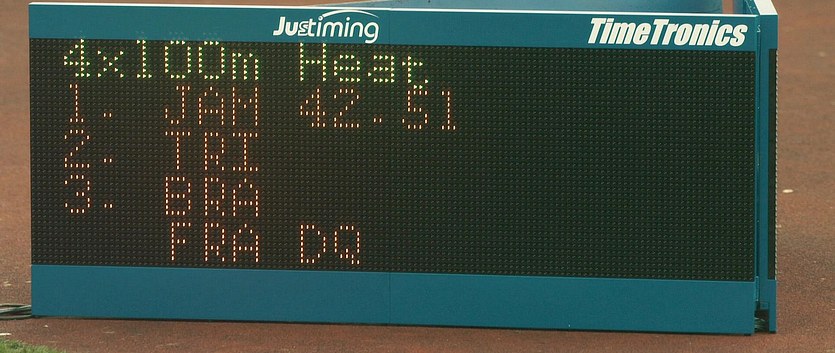 Justiming
TimeTronics
4x100m Heat
1. JAM 42.51
2. TRI
3. BRA
FRA DQ